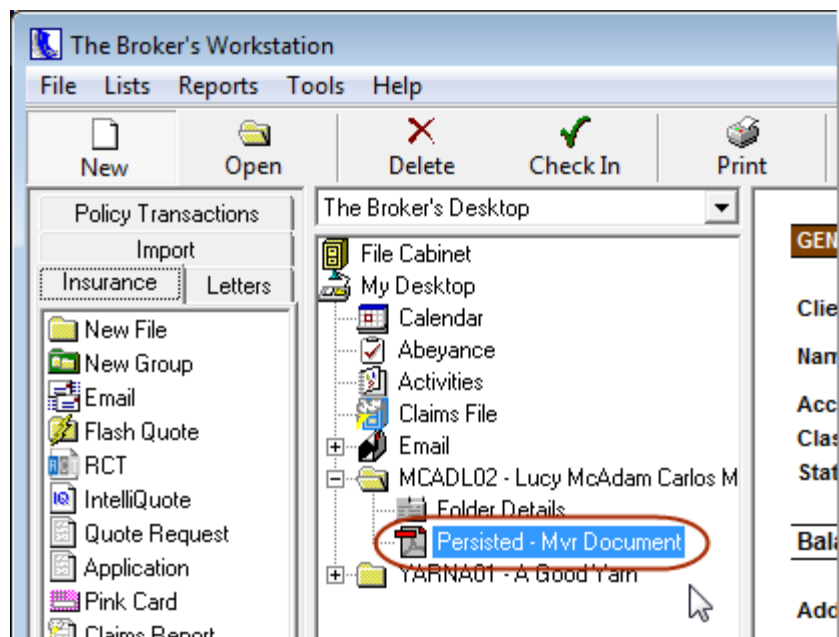 The Broker's Workstation
File Lists Reports Tools Help
New Open Delete Check In Print
Policy Transactions
Import
Insurance Letters
New File
New Group
Email
Flash Quote
RCT
IntelliQuote
Quote Request
Application
Pink Card
Claims Report
The Broker's Desktop
File Cabinet
My Desktop
Calendar
Abeyance
Activities
Claims File
Email
MCADL02 - Lucy McAdam Carlos M
Folder Details
Persisted - Mvr Document
YARNA01 - A Good Yarn
GEN
Clie
Nam
Acc
Clas
Stat
Bala
Add